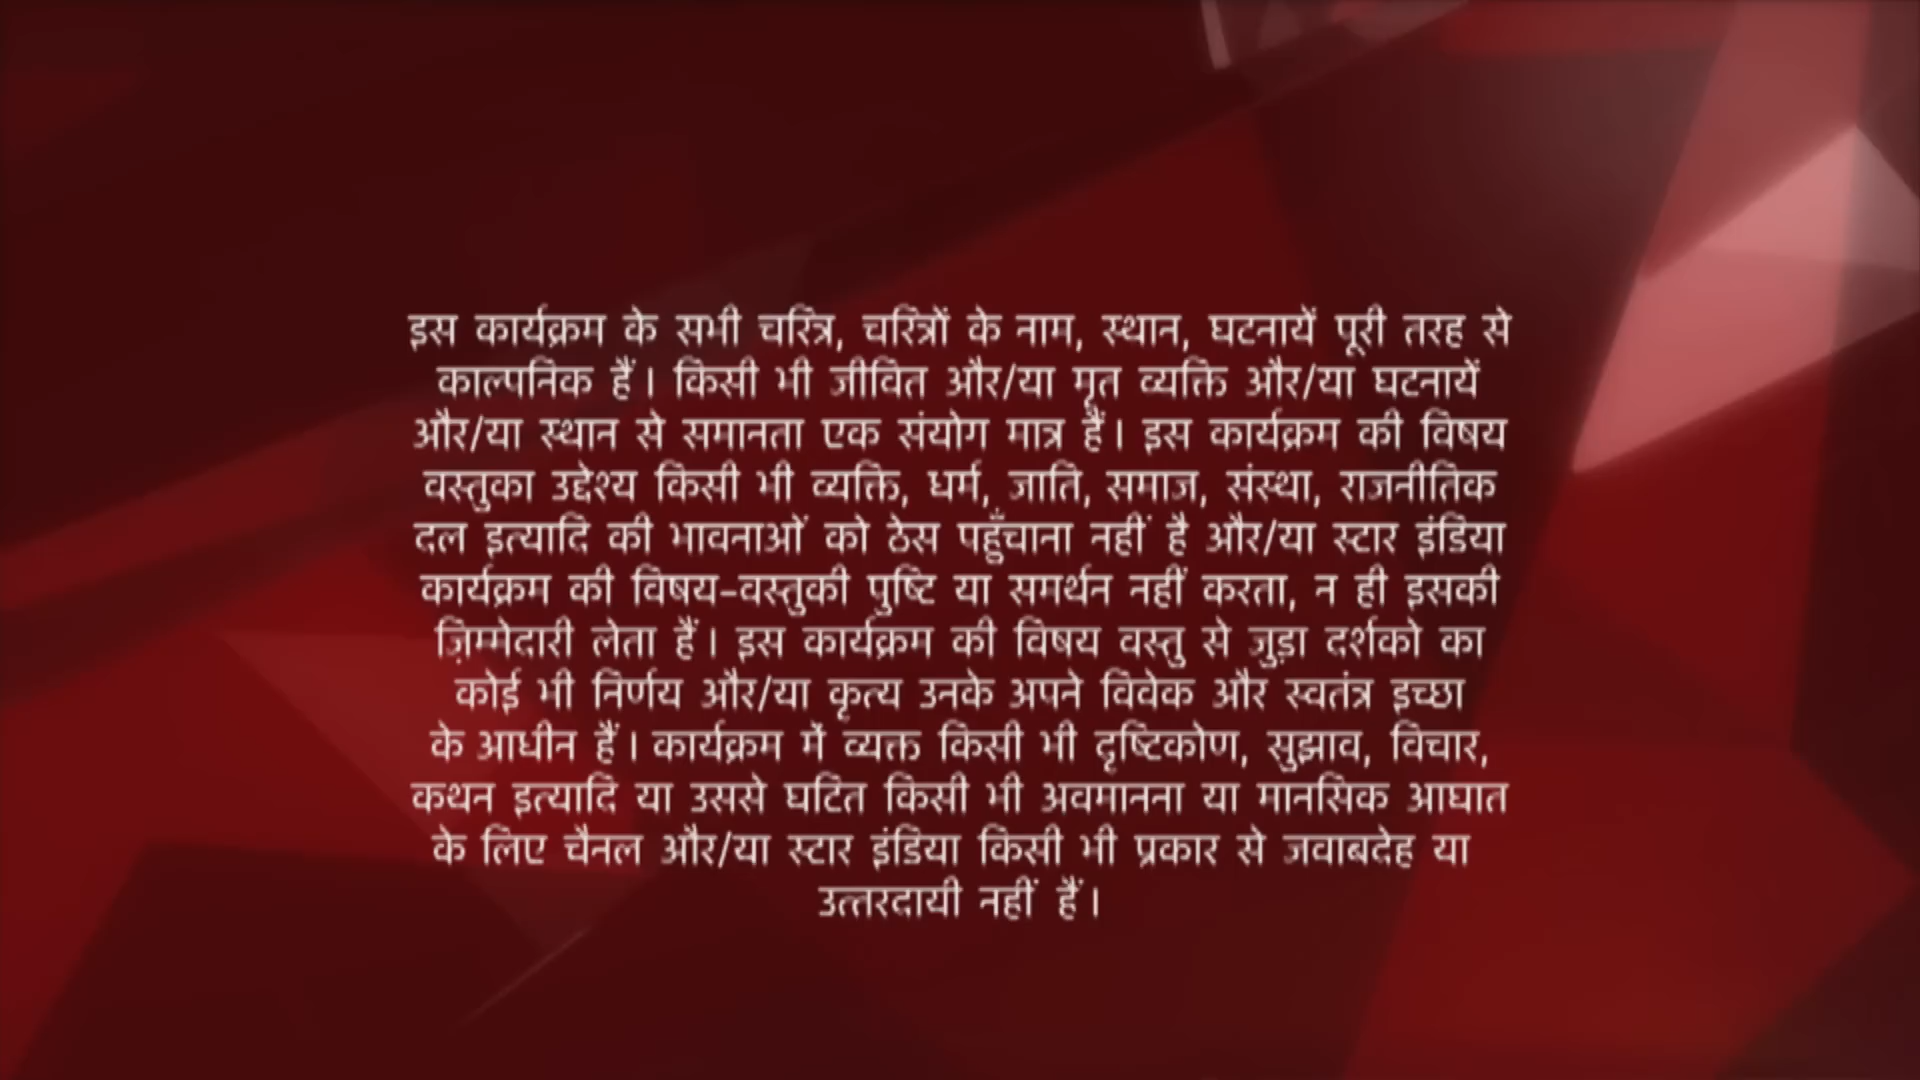 इस कार्यक्रम के सभी चरित्र, चरित्रों के नाम, स्थान, घटनायें पूरी तरह से
काल्पनिक हैं। किसी भी जीवित और/या मृत व्यक्ति और/या घटनायें
और/या स्थान से समानता एक संयोग मात्र हैं। इस कार्यक्रम की विषय
वस्तुका उद्देश्य किसी भी व्यक्ति, धर्म, जाति, समाज, संस्था, राजनीतिक
दल इत्यादि की भावनाओं को ठेस पहुँचाना नहीं है और/या स्टार इंडिया
कार्यक्रम की विषय-वस्तुकी पुष्टि या समर्थन नहीं करता, न ही इसकी
ज़िम्मेदारी लेता हैं। इस कार्यक्रम की विषय वस्तु से जुड़ा दर्शको का
कोई भी निर्णय और/या कृत्य उनके अपने विवेक और स्वतंत्र इच्छा
के आधीन हैं। कार्यक्रम में व्यक्त किसी भी दृष्टिकोण, सुझाव, विचार,
कथन इत्यादि या उससे घटित किसी भी अवमानना या मानसिक आघात
के लिए चैनल और/या स्टार इंडिया किसी भी प्रकार से जवाबदेह या
उत्तरदायी नहीं हैं।